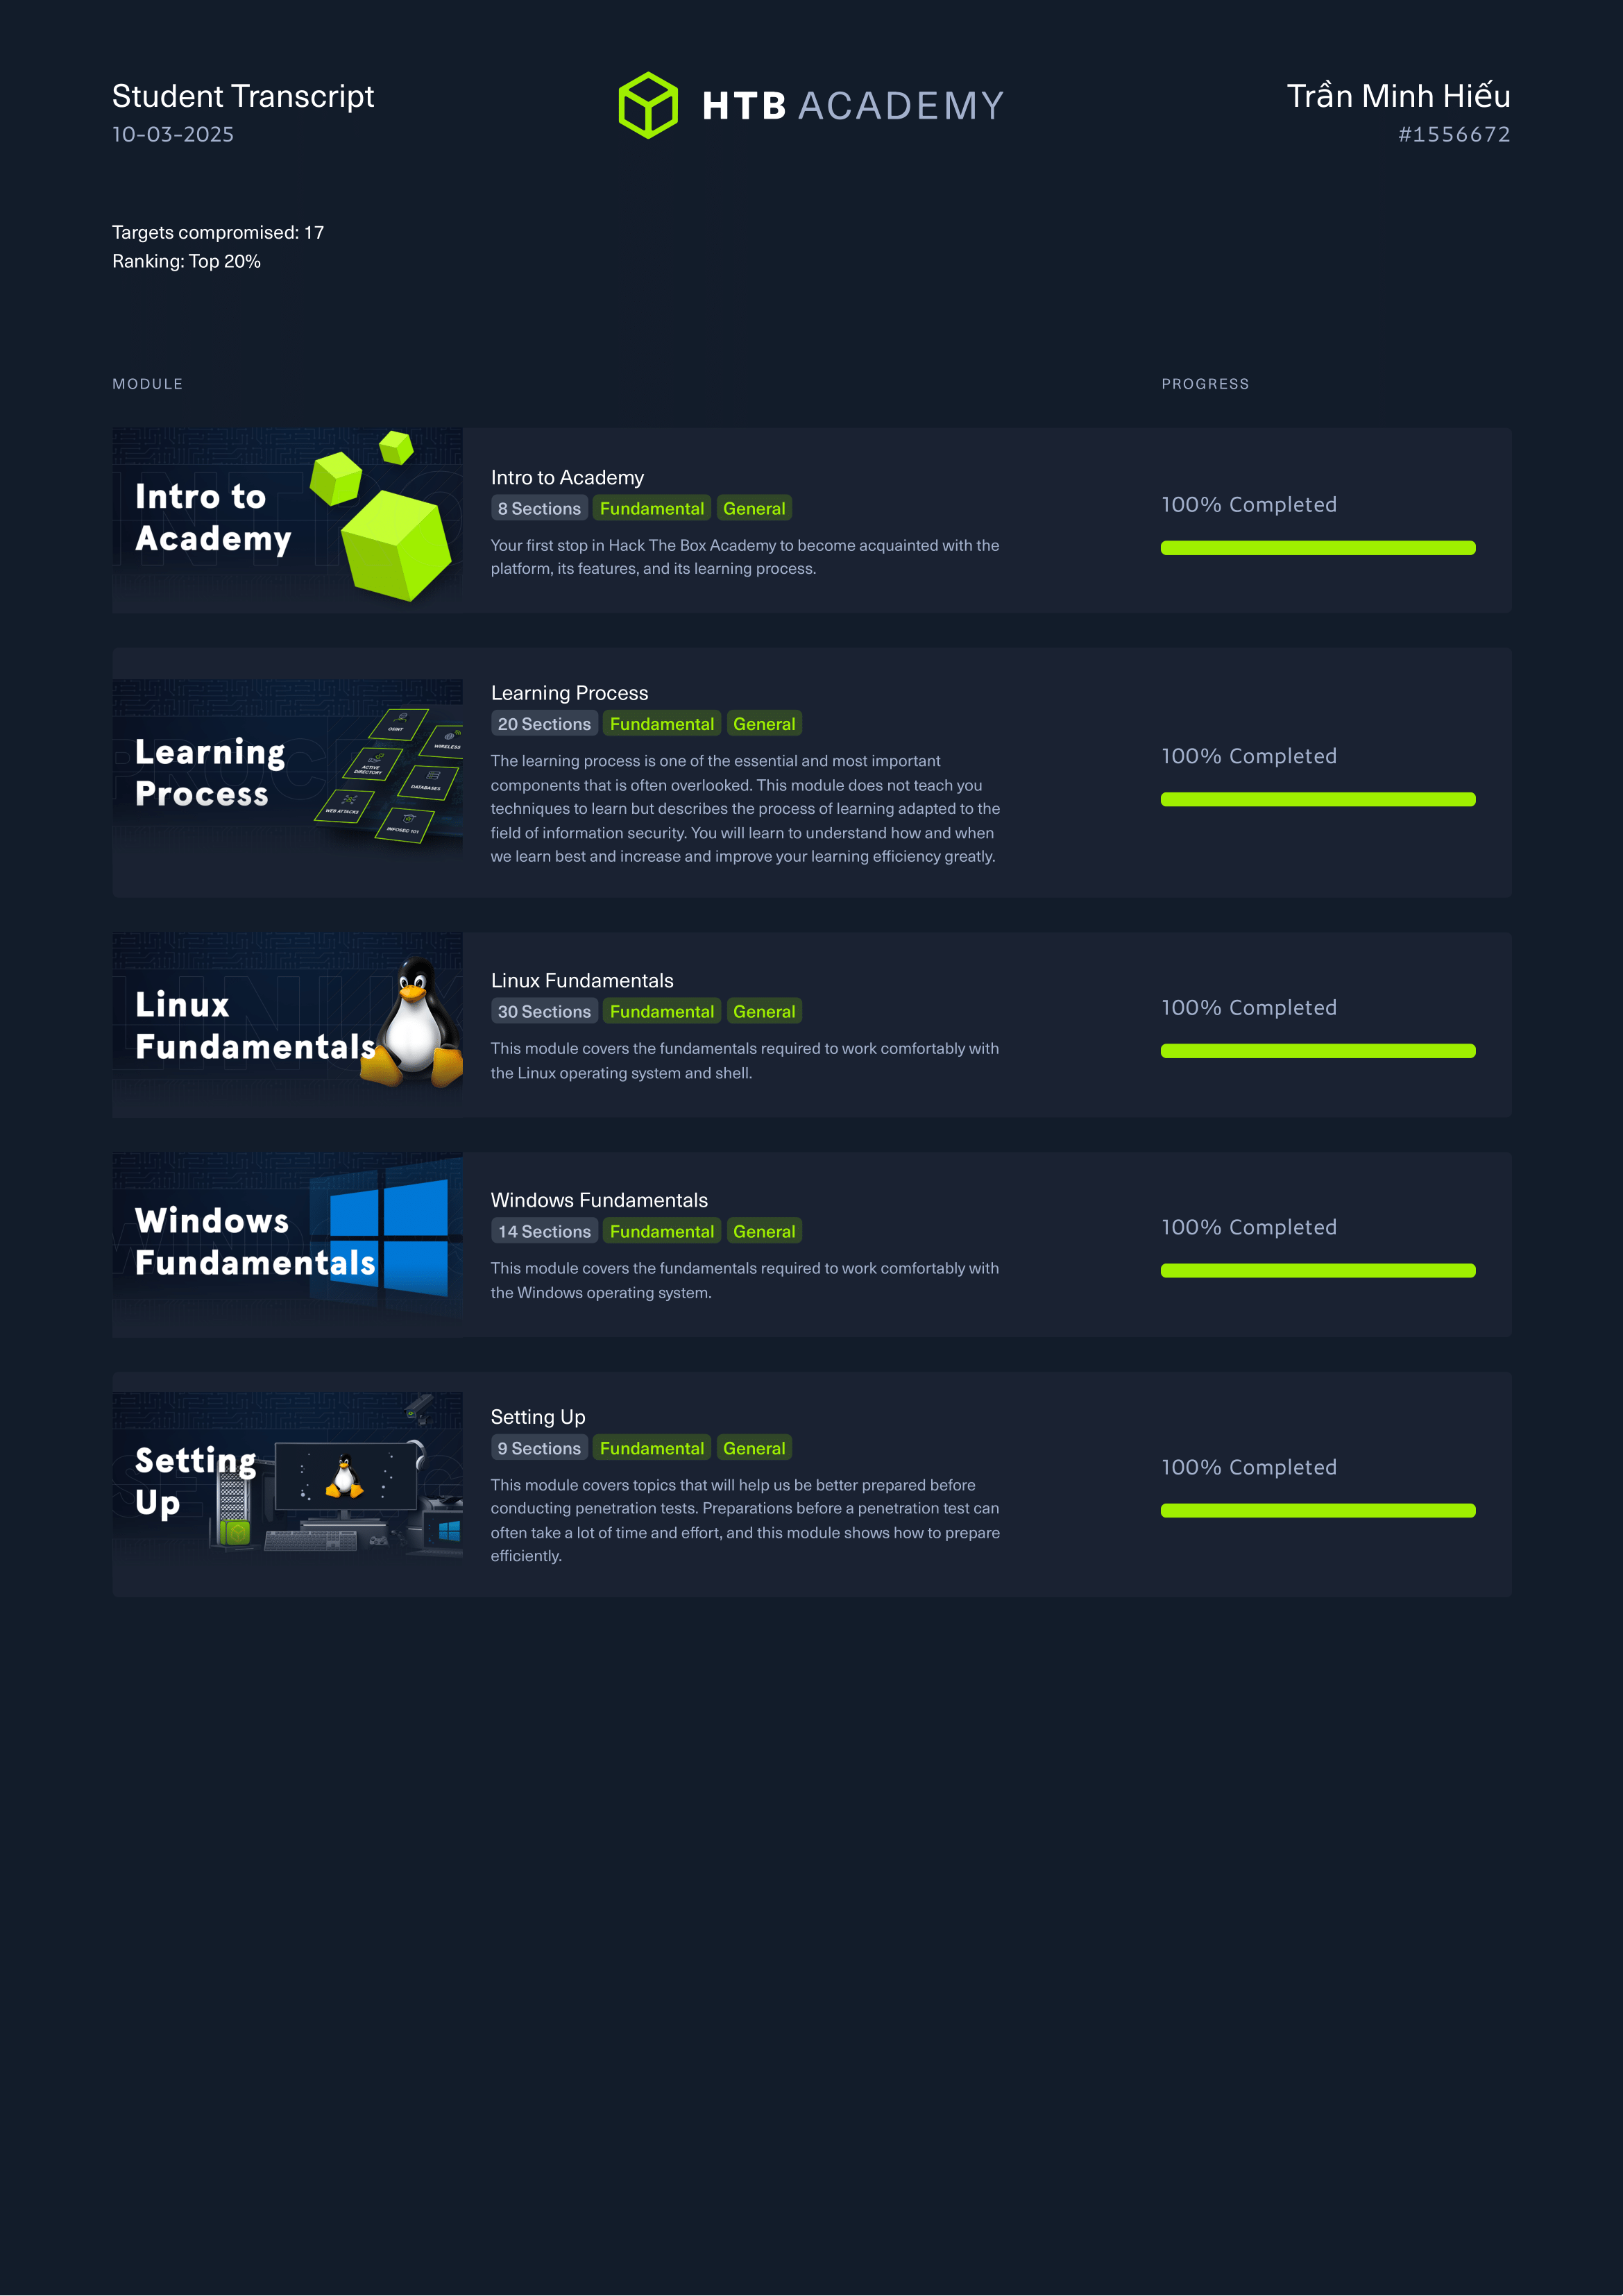 Student Transcript
10-03-2025
HTB ACADEMY
Trần Minh Hiếu
#1556672
Targets compromised: 17
Ranking: Top 20%
MODULE
PROGRESS
Intro to
Academy
Intro to Academy
8 Sections Fundamental General
Your first stop in Hack The Box Academy to become acquainted with the
platform, its features, and its learning process.
100% Completed
Learning
Process
OSINT
WIRELESS
ACTIVE
DIRECTORY
DATABASES
WEB ATTACKS
INFOSEC 101
Learning Process
20 Sections Fundamental General
The learning process is one of the essential and most important
components that is often overlooked. This module does not teach you
techniques to learn but describes the process of learning adapted to the
field of information security. You will learn to understand how and when
we learn best and increase and improve your learning efficiency greatly.
100% Completed
Linux
Fundamentals
Linux Fundamentals
30 Sections Fundamental General
This module covers the fundamentals required to work comfortably with
the Linux operating system and shell.
100% Completed
Windows
Fundamentals
Windows Fundamentals
14 Sections Fundamental General
This module covers the fundamentals required to work comfortably with
the Windows operating system.
100% Completed
Setting
Up
Setting Up
9 Sections Fundamental General
This module covers topics that will help us be better prepared before
conducting penetration tests. Preparations before a penetration test can
often take a lot of time and effort, and this module shows how to prepare
efficiently.
100% Completed